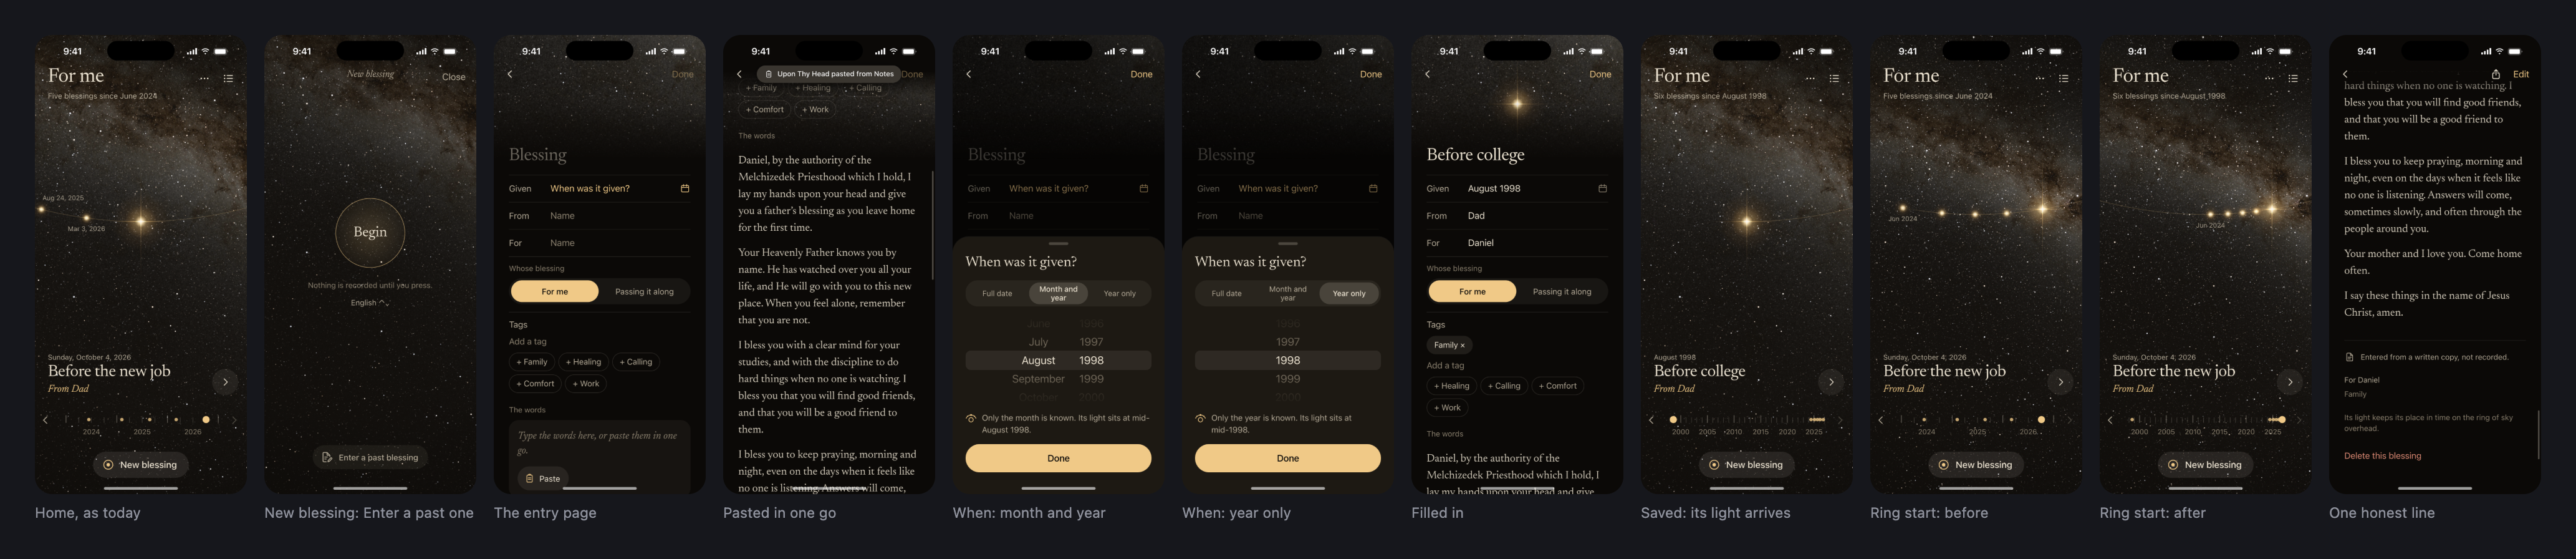 9:41
For me
Five blessings since June 2024
Aug 24, 2025
Mar 3, 2026
Sunday, October 4, 2026
Before the new job
From Dad
2024 2025 2026
New blessing
Home, as today
9:41
New blessing
Close
Begin
Nothing is recorded until you press.
English
Enter a past blessing
New blessing: Enter a past one
9:41
Done
Blessing
Given When was it given?
From Name
For Name
Whose blessing
For me Passing it along
Tags
Add a tag
+ Family + Healing + Calling
+ Comfort + Work
The words
Type the words here, or paste them in one
go.
Paste
The entry page
9:41
Upon Thy Head pasted from Notes
Done
+ Family + Healing + Calling
+ Comfort + Work
The words
Daniel, by the authority of the
Melchizedek Priesthood which I hold, I
lay my hands upon your head and give
you a father's blessing as you leave home
for the first time.
Your Heavenly Father knows you by
name. He has watched over you all your
life, and He will go with you to this new
place. When you feel alone, remember
that you are not.
I bless you with a clear mind for your
studies, and with the discipline to do
hard things when no one is watching. I
bless you that you will find good friends,
and that you will be a good friend to
them.
I bless you to keep praying, morning and
night, even on the days when it feels like
no one is listening. Answers will come,
Pasted in one go
9:41
Done
Blessing
Given When was it given?
From Name
When was it given?
Full date Month and year Year only
June 1996
July 1997
August 1998
September 1999
October 2000
Only the month is known. Its light sits at mid-
August 1998.
Done
When: month and year
9:41
Done
Blessing
Given When was it given?
From Name
When was it given?
Full date Month and year Year only
1996
1997
1998
1999
2000
Only the year is known. Its light sits at
mid-1998.
Done
When: year only
9:41
Done
Before college
Given August 1998
From Dad
For Daniel
Whose blessing
For me Passing it along
Tags
Family ×
Add a tag
+ Healing + Calling + Comfort
+ Work
The words
Daniel, by the authority of the
Melchizedek Priesthood which I hold, I
lay my hands upon your head and give
Filled in
9:41
For me
Six blessings since August 1998
August 1998
Before college
From Dad
2000 2005 2010 2015 2020 2025
New blessing
Saved: its light arrives
9:41
For me
Five blessings since June 2024
Jun 2024
Sunday, October 4, 2026
Before the new job
From Dad
2024 2025 2026
New blessing
Ring start: before
9:41
For me
Six blessings since August 1998
Jun 2024
Sunday, October 4, 2026
Before the new job
From Dad
2000 2005 2010 2015 2020 2025
New blessing
Ring start: after
9:41
Edit
hard things when no one is watching. I
bless you that you will find good friends,
and that you will be a good friend to
them.
I bless you to keep praying, morning and
night, even on the days when it feels like
no one is listening. Answers will come,
sometimes slowly, and often through the
people around you.
Your mother and I love you. Come home
often.
I say these things in the name of Jesus
Christ, amen.
Entered from a written copy, not recorded.
For Daniel
Family
Its light keeps its place in time on the ring of sky
overhead.
Delete this blessing
One honest line